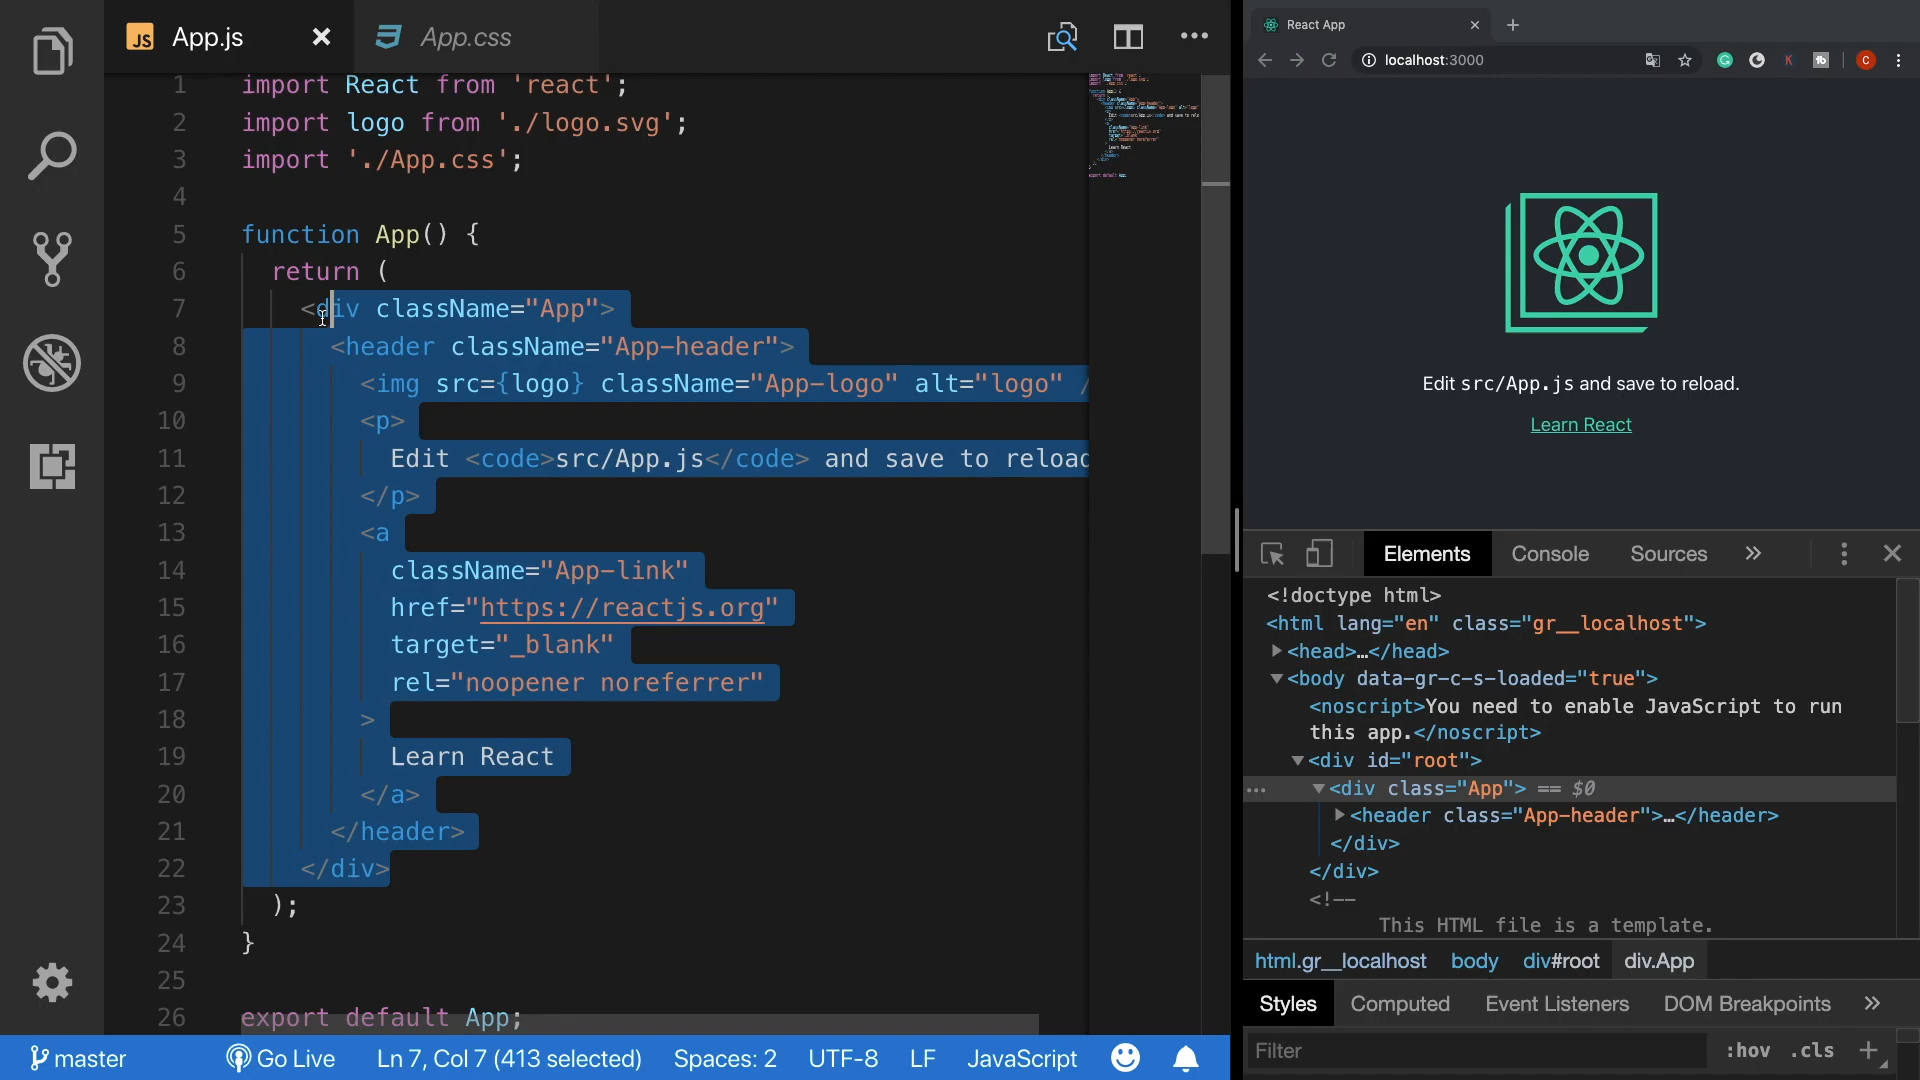 JS App.js
App.css
1 import React from 'react';
2 import logo from './logo.svg';
3 import './App.css';
4
5 function App() {
6 return (
7 <div className="App">
8 <header className="App-header">
9 <img src={logo} className="App-logo" alt="logo" /
10 <p>
11 Edit <code>src/App.js</code> and save to reload
12 </p>
13 <a
14 className="App-link"
15 href="https://reactjs.org"
16 target="_blank"
17 rel="noopener noreferrer"
18 >
19 Learn React
20 </a>
21 </header>
22 </div>
23 );
24 }
25
26 export default App;
master
Go Live
Ln 7, Col 7 (413 selected)
Spaces: 2
UTF-8
LF
JavaScript
React App
localhost:3000
C
Edit src/App.js and save to reload.
Learn React
Elements
Console
Sources
<!doctype html>
<html lang="en" class="gr__localhost">
<head>…</head>
<body data-gr-c-s-loaded="true">
<noscript>You need to enable JavaScript to run
this app.</noscript>
<div id="root">
<div class="App"> == $0
<header class="App-header">…</header>
</div>
</div>
<!--
This HTML file is a template.
html.gr__localhost
body
div#root
div.App
Styles
Computed
Event Listeners
DOM Breakpoints
Filter
:hov
.cls